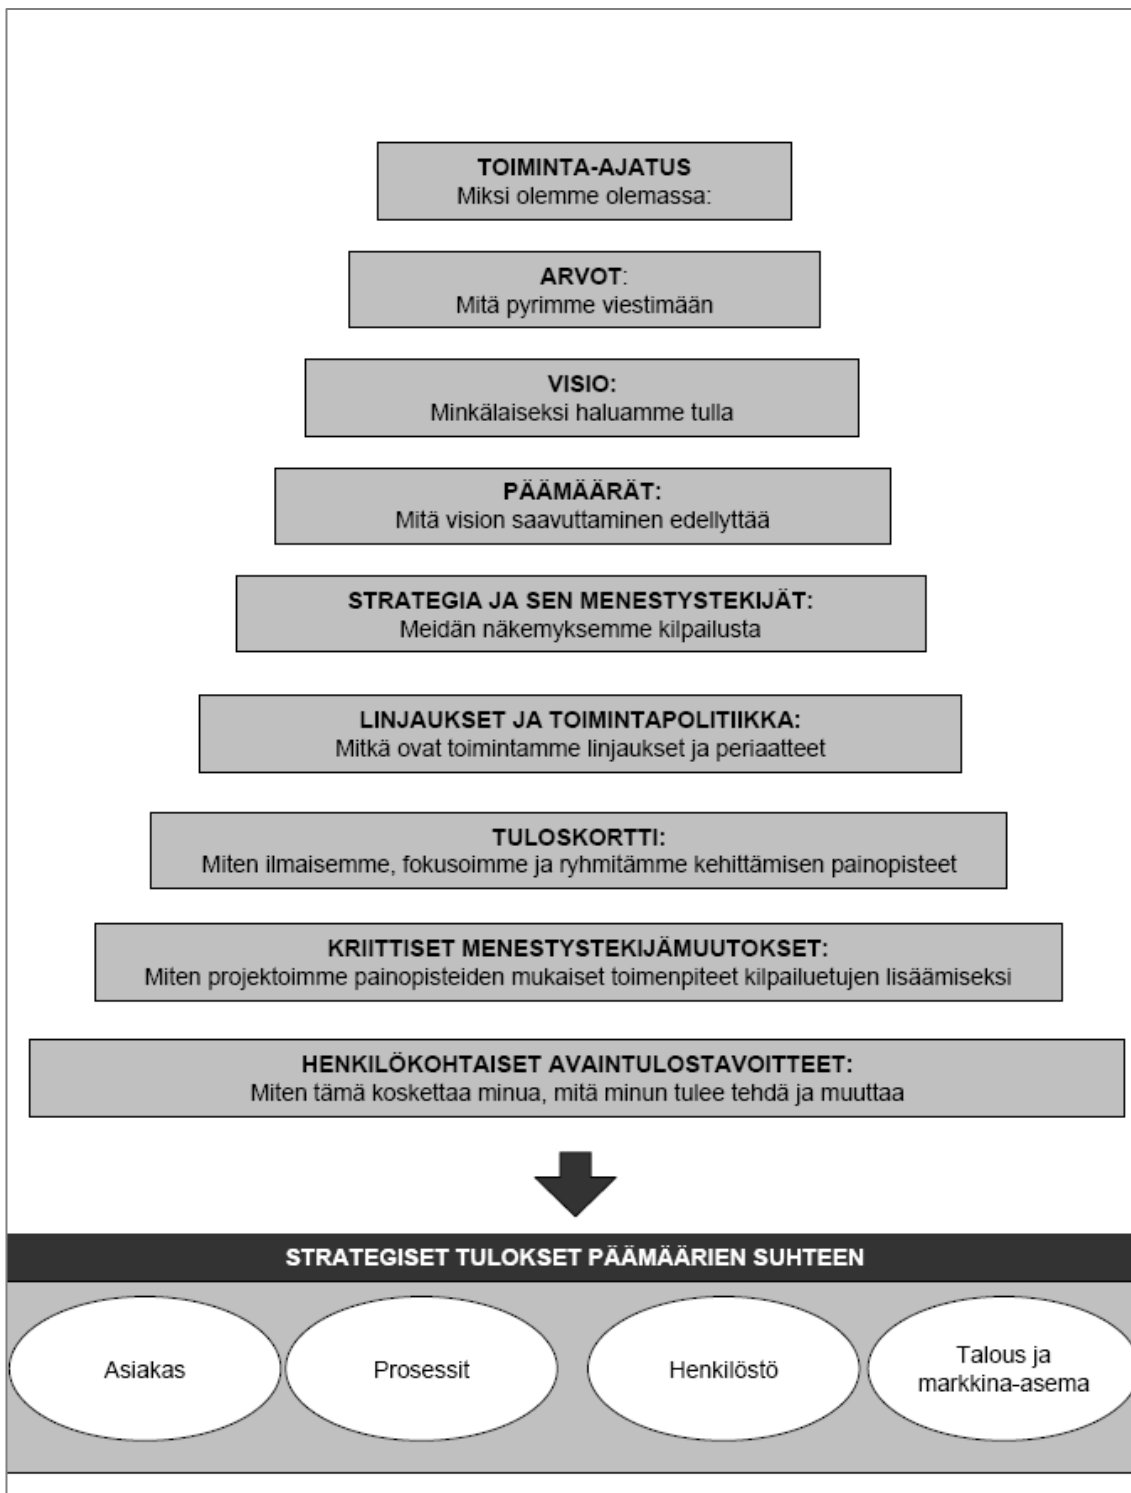 TOIMINTA-AJATUS
Miksi olemme olemassa:
ARVOT:
Mitä pyrimme viestimään
VISIO:
Minkälaiseksi haluamme tulla
PÄÄMÄÄRÄT:
Mitä vision saavuttaminen edellyttää
STRATEGIA JA SEN MENESTYSTEKIJÄT:
Meidän näkemyksemme kilpailusta
LINJAUKSET JA TOIMINTAPOLITIIKKA:
Mitkä ovat toimintamme linjaukset ja periaatteet
TULOSKORTTI:
Miten ilmaisemme, fokusoimme ja ryhmitämme kehittämisen painopisteet
KRIITTISET MENESTYSTEKIJÄMUUTOKSET:
Miten projektoimme painopisteiden mukaiset toimenpiteet kilpailuetujen lisäämiseksi
HENKILÖKOHTAISET AVAINTULOSTAVOITTEET:
Miten tämä koskettaa minua, mitä minun tulee tehdä ja muuttaa
STRATEGISET TULOKSET PÄÄMÄÄRIEN SUHTEEN
Asiakas
Prosessit
Henkilöstö
Talous ja
markkina-asema